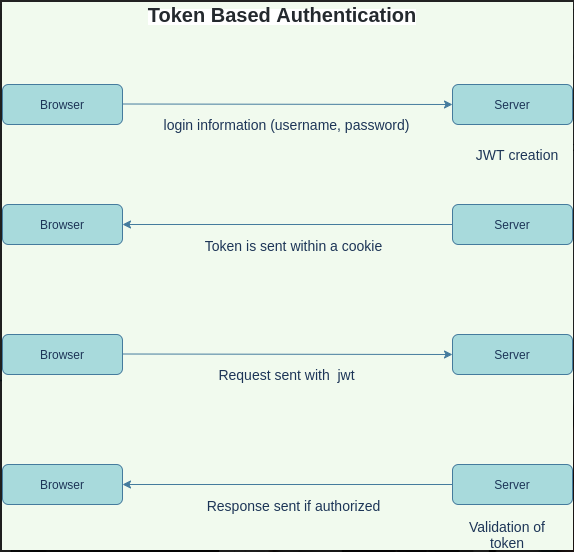 Token Based Authentication
Browser
Server
login information (username, password)
JWT creation
Browser
Server
Token is sent within a cookie
Browser
Server
Request sent with  jwt
Browser
Server
Response sent if authorized
Validation of
token